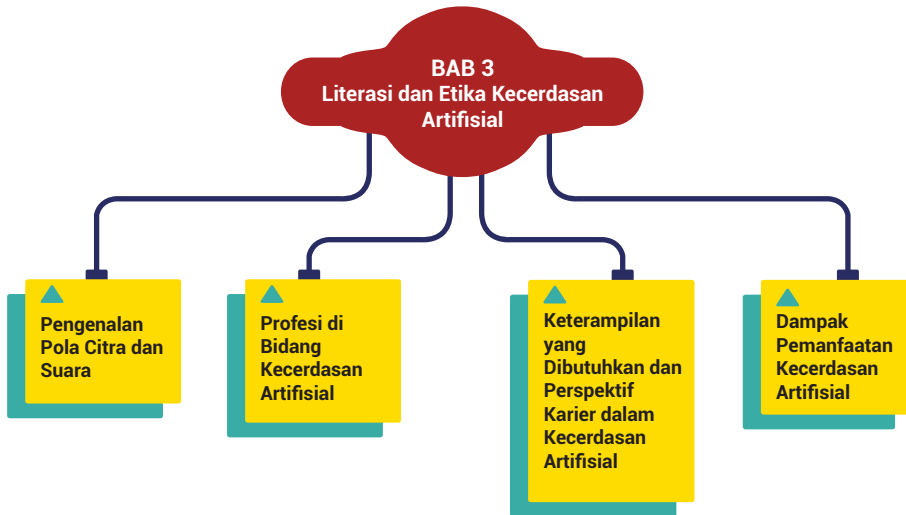 BAB 3
Literasi dan Etika Kecerdasan
Artifisial
Pengenalan
Pola Citra dan
Suara
Profesi di
Bidang
Kecerdasan
Artifisial
Keterampilan
yang
Dibutuhkan dan
Perspektif
Karier dalam
Kecerdasan
Artifisial
Dampak
Pemanfaatan
Kecerdasan
Artifisial